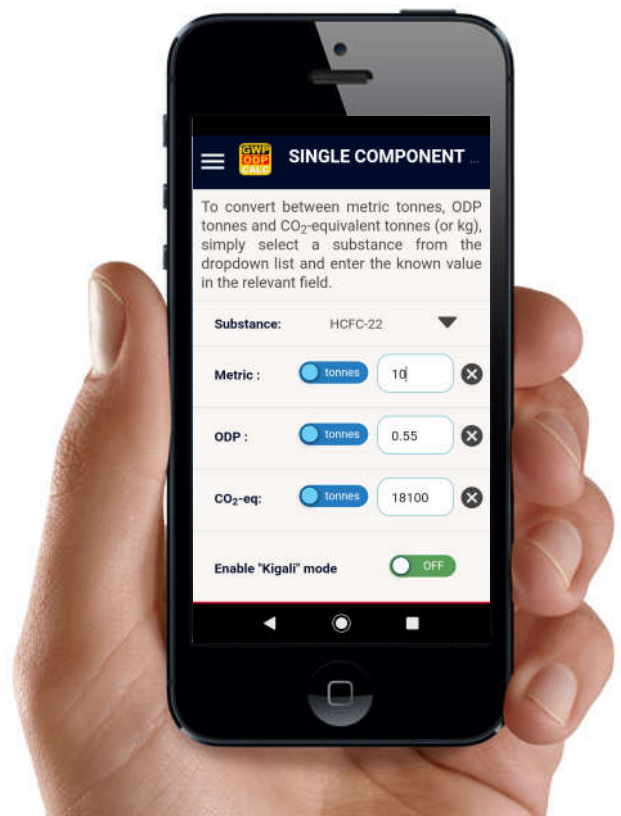 GWP
ODP
CALC
SINGLE COMPONENT ...
To convert between metric tonnes, ODP
tonnes and CO₂-equivalent tonnes (or kg),
simply select a substance from the
dropdown list and enter the known value
in the relevant field.
Substance: HCFC-22
Metric : tonnes 10
ODP : tonnes 0.55
CO₂-eq: tonnes 18100
Enable "Kigali" mode OFF